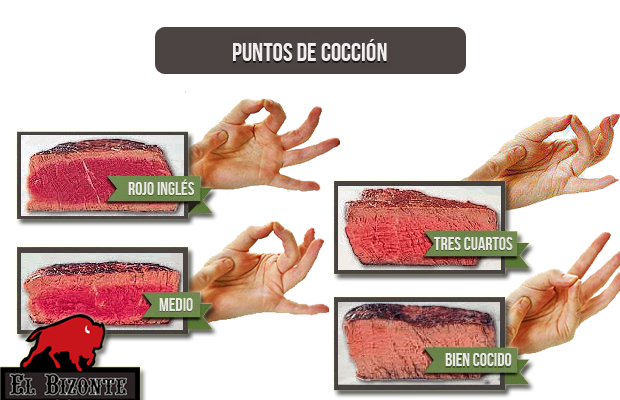 PUNTOS DE COCCIÓN
ROJO INGLÉS
MEDIO
TRES CUARTOS
BIEN COCIDO
EL BIZONTE